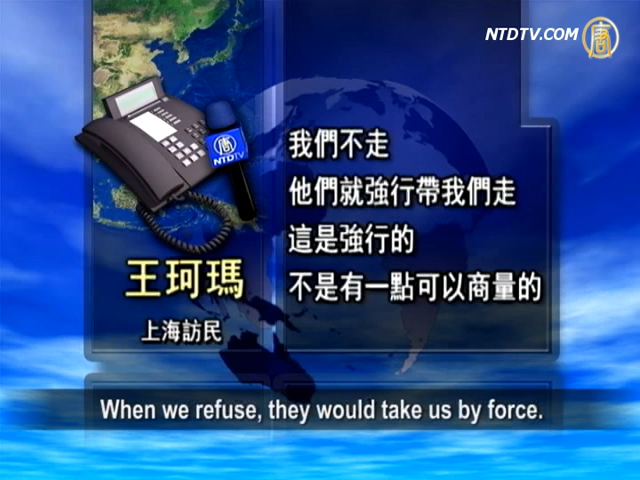 NTDTV.COM 唐
唐
NTDTV
我們不走
他們就強行帶我們走
這是強行的
不是有一點可以商量的
王珂瑪
上海訪民
When we refuse, they would take us by force.